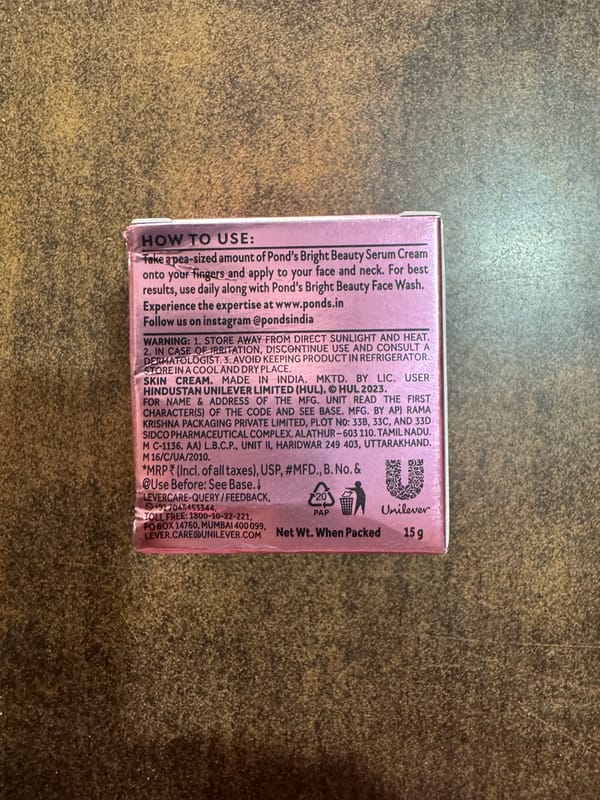 HOW TO USE:
Take a pea-sized amount of Pond's Bright Beauty Serum Cream
onto your fingers and apply to your face and neck. For best
results, use daily along with Pond's Bright Beauty Face Wash.
Experience the expertise at www.ponds.in
Follow us on instagram @pondsindia
WARNING: 1. STORE AWAY FROM DIRECT SUNLIGHT AND HEAT.
2. IN CASE OF IRRITATION, DISCONTINUE USE AND CONSULT A
DERMATOLOGIST. 3. AVOID KEEPING PRODUCT IN REFRIGERATOR.
STORE IN A COOL AND DRY PLACE.
SKIN CREAM. MADE IN INDIA. MKTD. BY LIC. USER
HINDUSTAN UNILEVER LIMITED (HUL). © HUL 2023.
FOR NAME & ADDRESS OF THE MFG. UNIT READ THE FIRST
CHARACTER(S) OF THE CODE AND SEE BASE. MFG. BY AP) RAMA
KRISHNA PACKAGING PRIVATE LIMITED, PLOT NO: 33B, 33C, AND 33D
SIDCO PHARMACEUTICAL COMPLEX. ALATHUR – 603 110. TAMIL NADU.
M C-1136. AA) L.B.C.P., UNIT II, HARIDWAR 249 403, UTTARAKHAND.
M 16/C/UA/2010.
*MRP ₹ (Incl. of all taxes), USP, #MFD., B. No. &
@Use Before: See Base.↓
LEVERCARE-QUERY / FEEDBACK,
TOLL FREE: 1800-10-22-221,
PO BOX 14760, MUMBAI 400 099,
LEVER.CARE@UNILEVER.COM
20
PAP
Unilever
Net Wt. When Packed 15 g